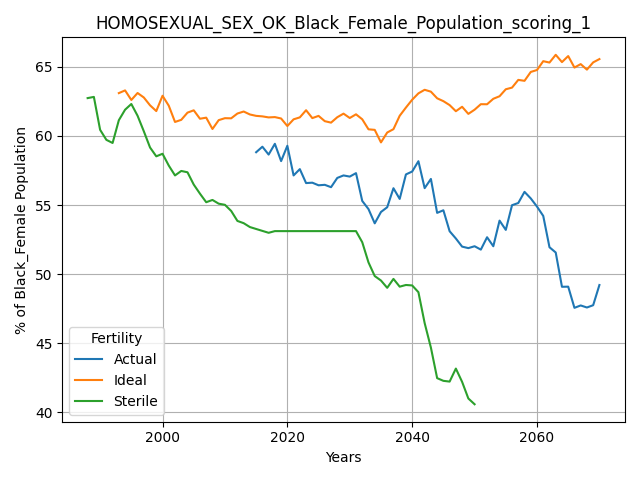 HOMOSEXUAL_SEX_OK_Black_Female_Population_scoring_1
% of Black_Female Population
65
60
55
50
45
40
Fertility
Actual
Ideal
Sterile
2000 2020 2040 2060
Years